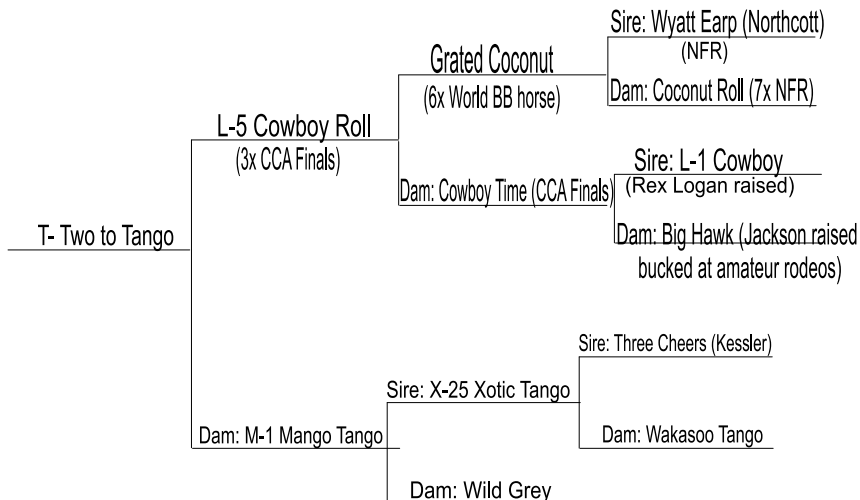 Sire: Wyatt Earp (Northcott)
(NFR)
Grated Coconut
(6x World BB horse)
Dam: Coconut Roll (7x NFR)
L-5 Cowboy Roll
(3x CCA Finals)
Sire: L-1 Cowboy
(Rex Logan raised)
Dam: Cowboy Time (CCA Finals)
Dam: Big Hawk (Jackson raised
bucked at amateur rodeos)
T- Two to Tango
Sire: Three Cheers (Kessler)
Sire: X-25 Xotic Tango
Dam: M-1 Mango Tango
Dam: Wakasoo Tango
Dam: Wild Grey